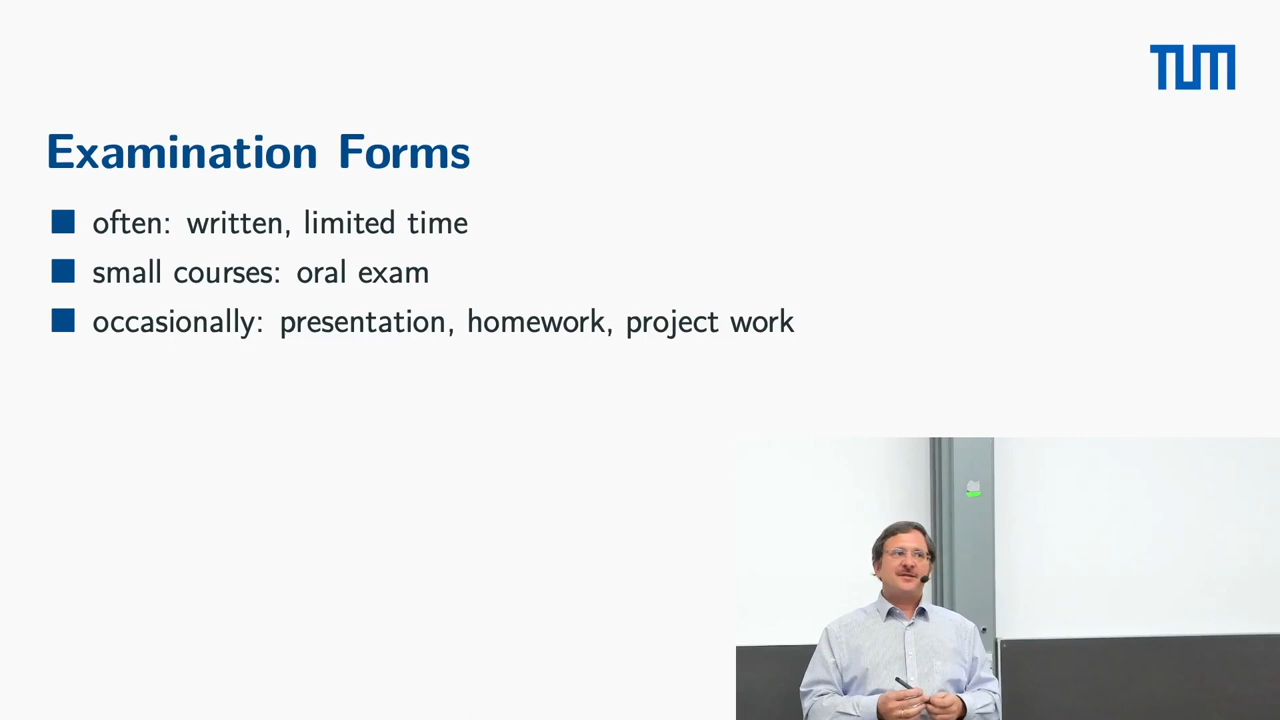 TUM
Examination Forms
often: written, limited time
small courses: oral exam
occasionally: presentation, homework, project work